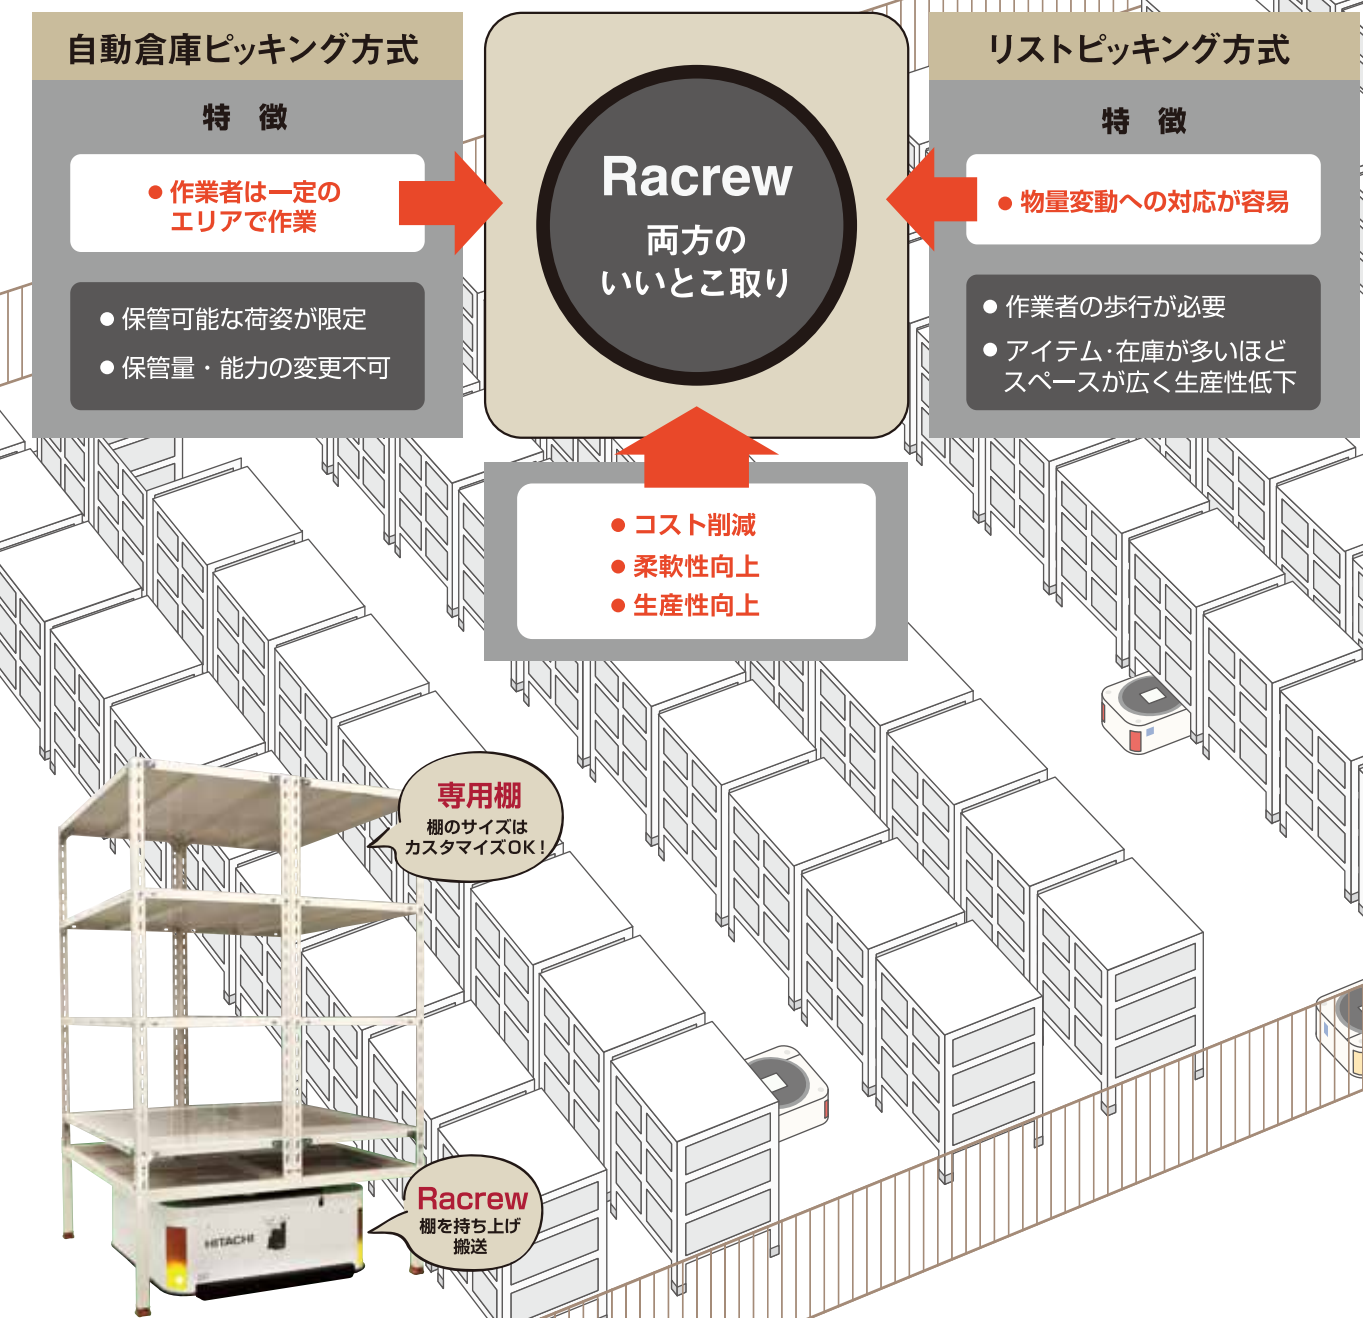 自動倉庫ピッキング方式
特 徴
● 作業者は一定の
エリアで作業
● 保管可能な荷姿が限定
● 保管量・能力の変更不可
Racrew
両方の
いいとこ取り
リストピッキング方式
特 徴
● 物量変動への対応が容易
● 作業者の歩行が必要
● アイテム・在庫が多いほど
スペースが広く生産性低下
● コスト削減
● 柔軟性向上
● 生産性向上
専用棚
棚のサイズは
カスタマイズOK!
Racrew
棚を持ち上げ
搬送
HITACHI